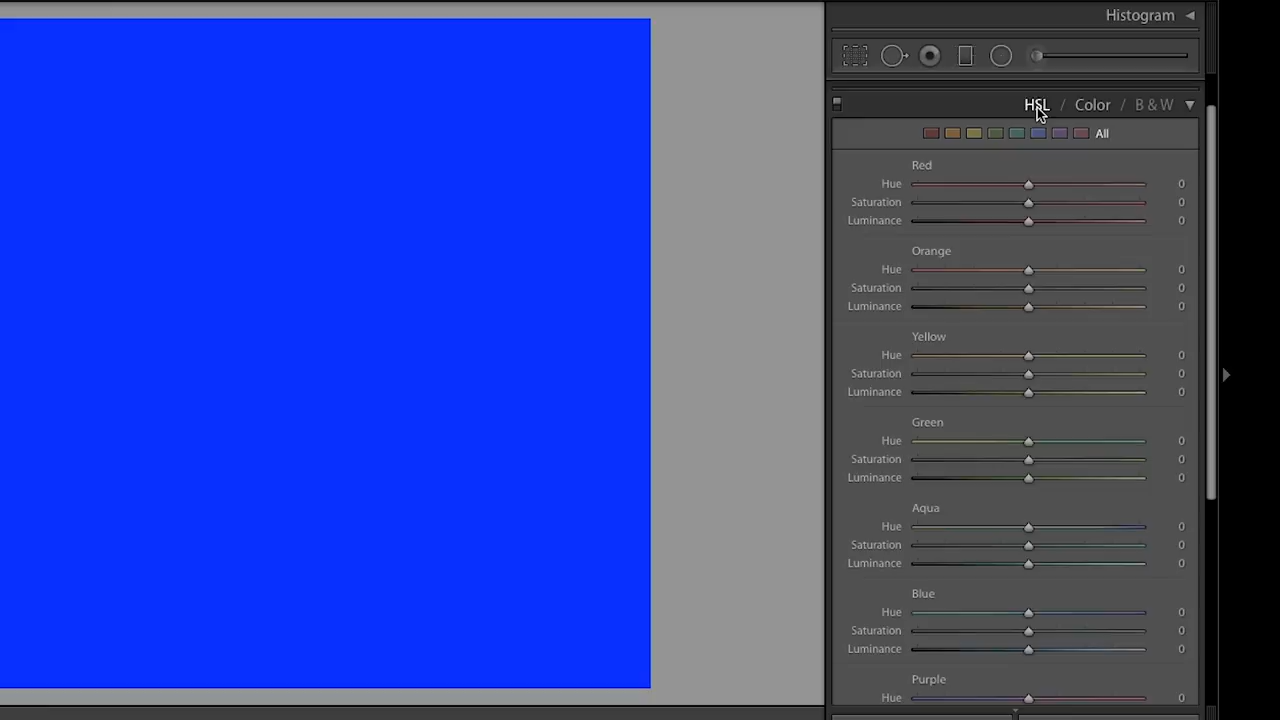 Histogram
HSL / Color / B & W
All
Red
Hue 0
Saturation 0
Luminance 0
Orange
Hue 0
Saturation 0
Luminance 0
Yellow
Hue 0
Saturation 0
Luminance 0
Green
Hue 0
Saturation 0
Luminance 0
Aqua
Hue 0
Saturation 0
Luminance 0
Blue
Hue 0
Saturation 0
Luminance 0
Purple
Hue 0